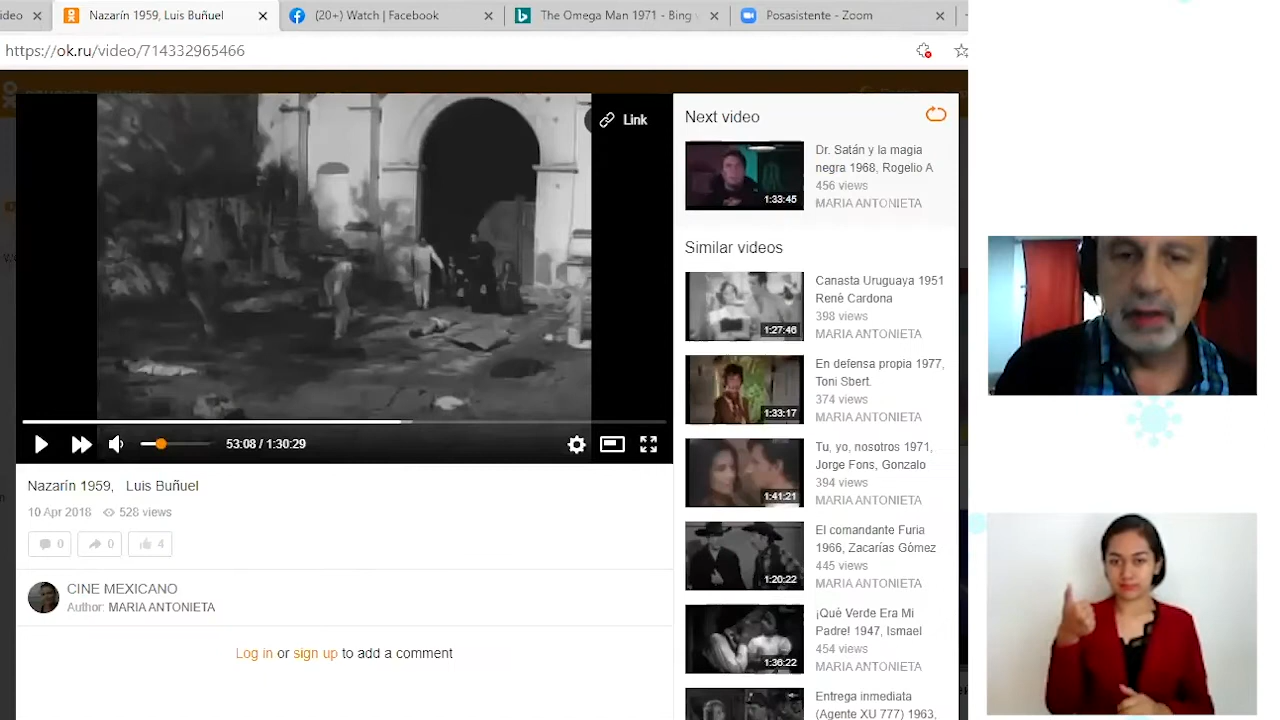 ideo
Nazarín 1959, Luis Buñuel
(20+) Watch | Facebook
The Omega Man 1971 - Bing v
Posasistente - Zoom
https://ok.ru/video/714332965466
Link
53:08 / 1:30:29
Nazarín 1959, Luis Buñuel
10 Apr 2018 528 views
0 0 4
CINE MEXICANO
Author: MARIA ANTONIETA
Log in or sign up to add a comment
Next video
1:33:45
Dr. Satán y la magia
negra 1968, Rogelio A
456 views
MARIA ANTONIETA
Similar videos
1:27:46
Canasta Uruguaya 1951
René Cardona
398 views
MARIA ANTONIETA
1:33:17
En defensa propia 1977,
Toni Sbert.
374 views
MARIA ANTONIETA
1:41:21
Tu, yo, nosotros 1971,
Jorge Fons, Gonzalo
394 views
MARIA ANTONIETA
1:20:22
El comandante Furia
1966, Zacarías Gómez
445 views
MARIA ANTONIETA
1:36:22
¡Qué Verde Era Mi
Padre! 1947, Ismael
454 views
MARIA ANTONIETA
Entrega inmediata
(Agente XU 777) 1963,